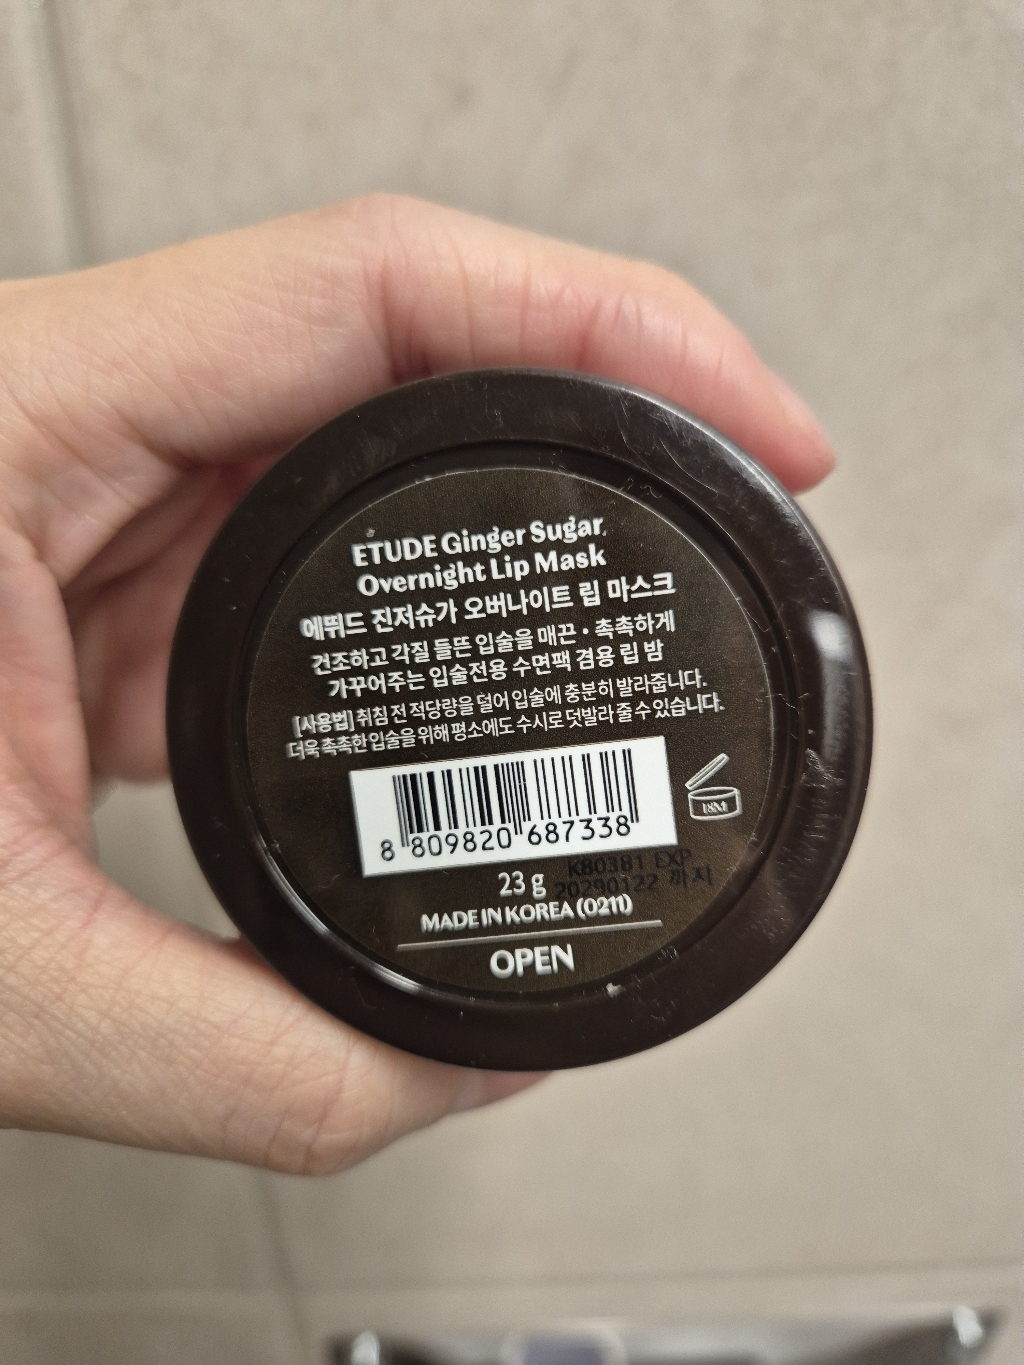 ETUDE Ginger Sugar
Overnight Lip Mask
에뛰드 진저슈가 오버나이트 립 마스크
건조하고 각질 들뜬 입술을 매끈·촉촉하게
가꾸어주는 입술전용 수면팩 겸용 립 밤
[사용법] 취침 전 적당량을 덜어 입술에 충분히 발라줍니다.
더욱 촉촉한 입술을 위해 평소에도 수시로 덧발라 줄 수 있습니다.
18M
8 809820 687338
K80381 EXP
20290122 까지
23 g
MADE IN KOREA (0211)
OPEN